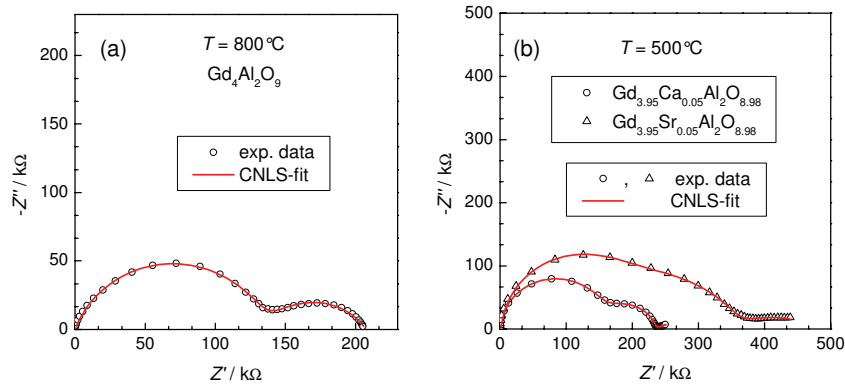 (a)
T = 800°C
Gd4Al2O9
exp. data
CNLS-fit
-Z'' / kΩ
200
150
100
50
0
0 50 100 150 200
Z' / kΩ
(b)
T = 500°C
Gd3.95Ca0.05Al2O8.98
Gd3.95Sr0.05Al2O8.98
, exp. data
CNLS-fit
-Z'' / kΩ
500
400
300
200
100
0
0 100 200 300 400 500
Z' / kΩ